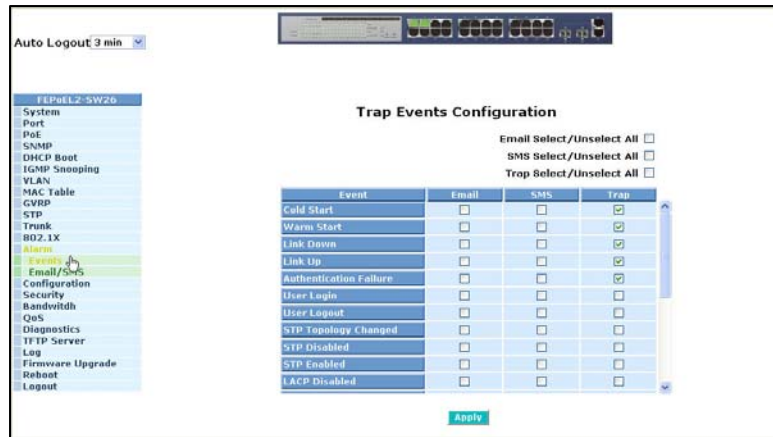 Auto Logout 3 min
FEPoEL2-SW26
System
Port
PoE
SNMP
DHCP Boot
IGMP Snooping
VLAN
MAC Table
GVRP
STP
Trunk
802.1X
Alarm
Events
Email/SMS
Configuration
Security
Bandwitdh
QoS
Diagnostics
TFTP Server
Log
Firmware Upgrade
Reboot
Logout
Trap Events Configuration
Email Select/Unselect All
SMS Select/Unselect All
Trap Select/Unselect All
Event Email SMS Trap
Cold Start
Warm Start
Link Down
Link Up
Authentication Failure
User Login
User Logout
STP Topology Changed
STP Disabled
STP Enabled
LACP Disabled
Apply